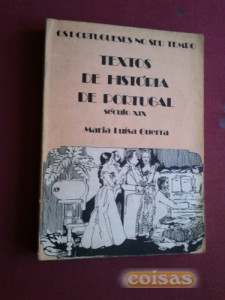 OS PORTUGUESES NO SEU TEMPO
TEXTOS
DE HISTÓRIA
DE PORTUGAL
século XIX
Maria Luísa Guerra
coisas